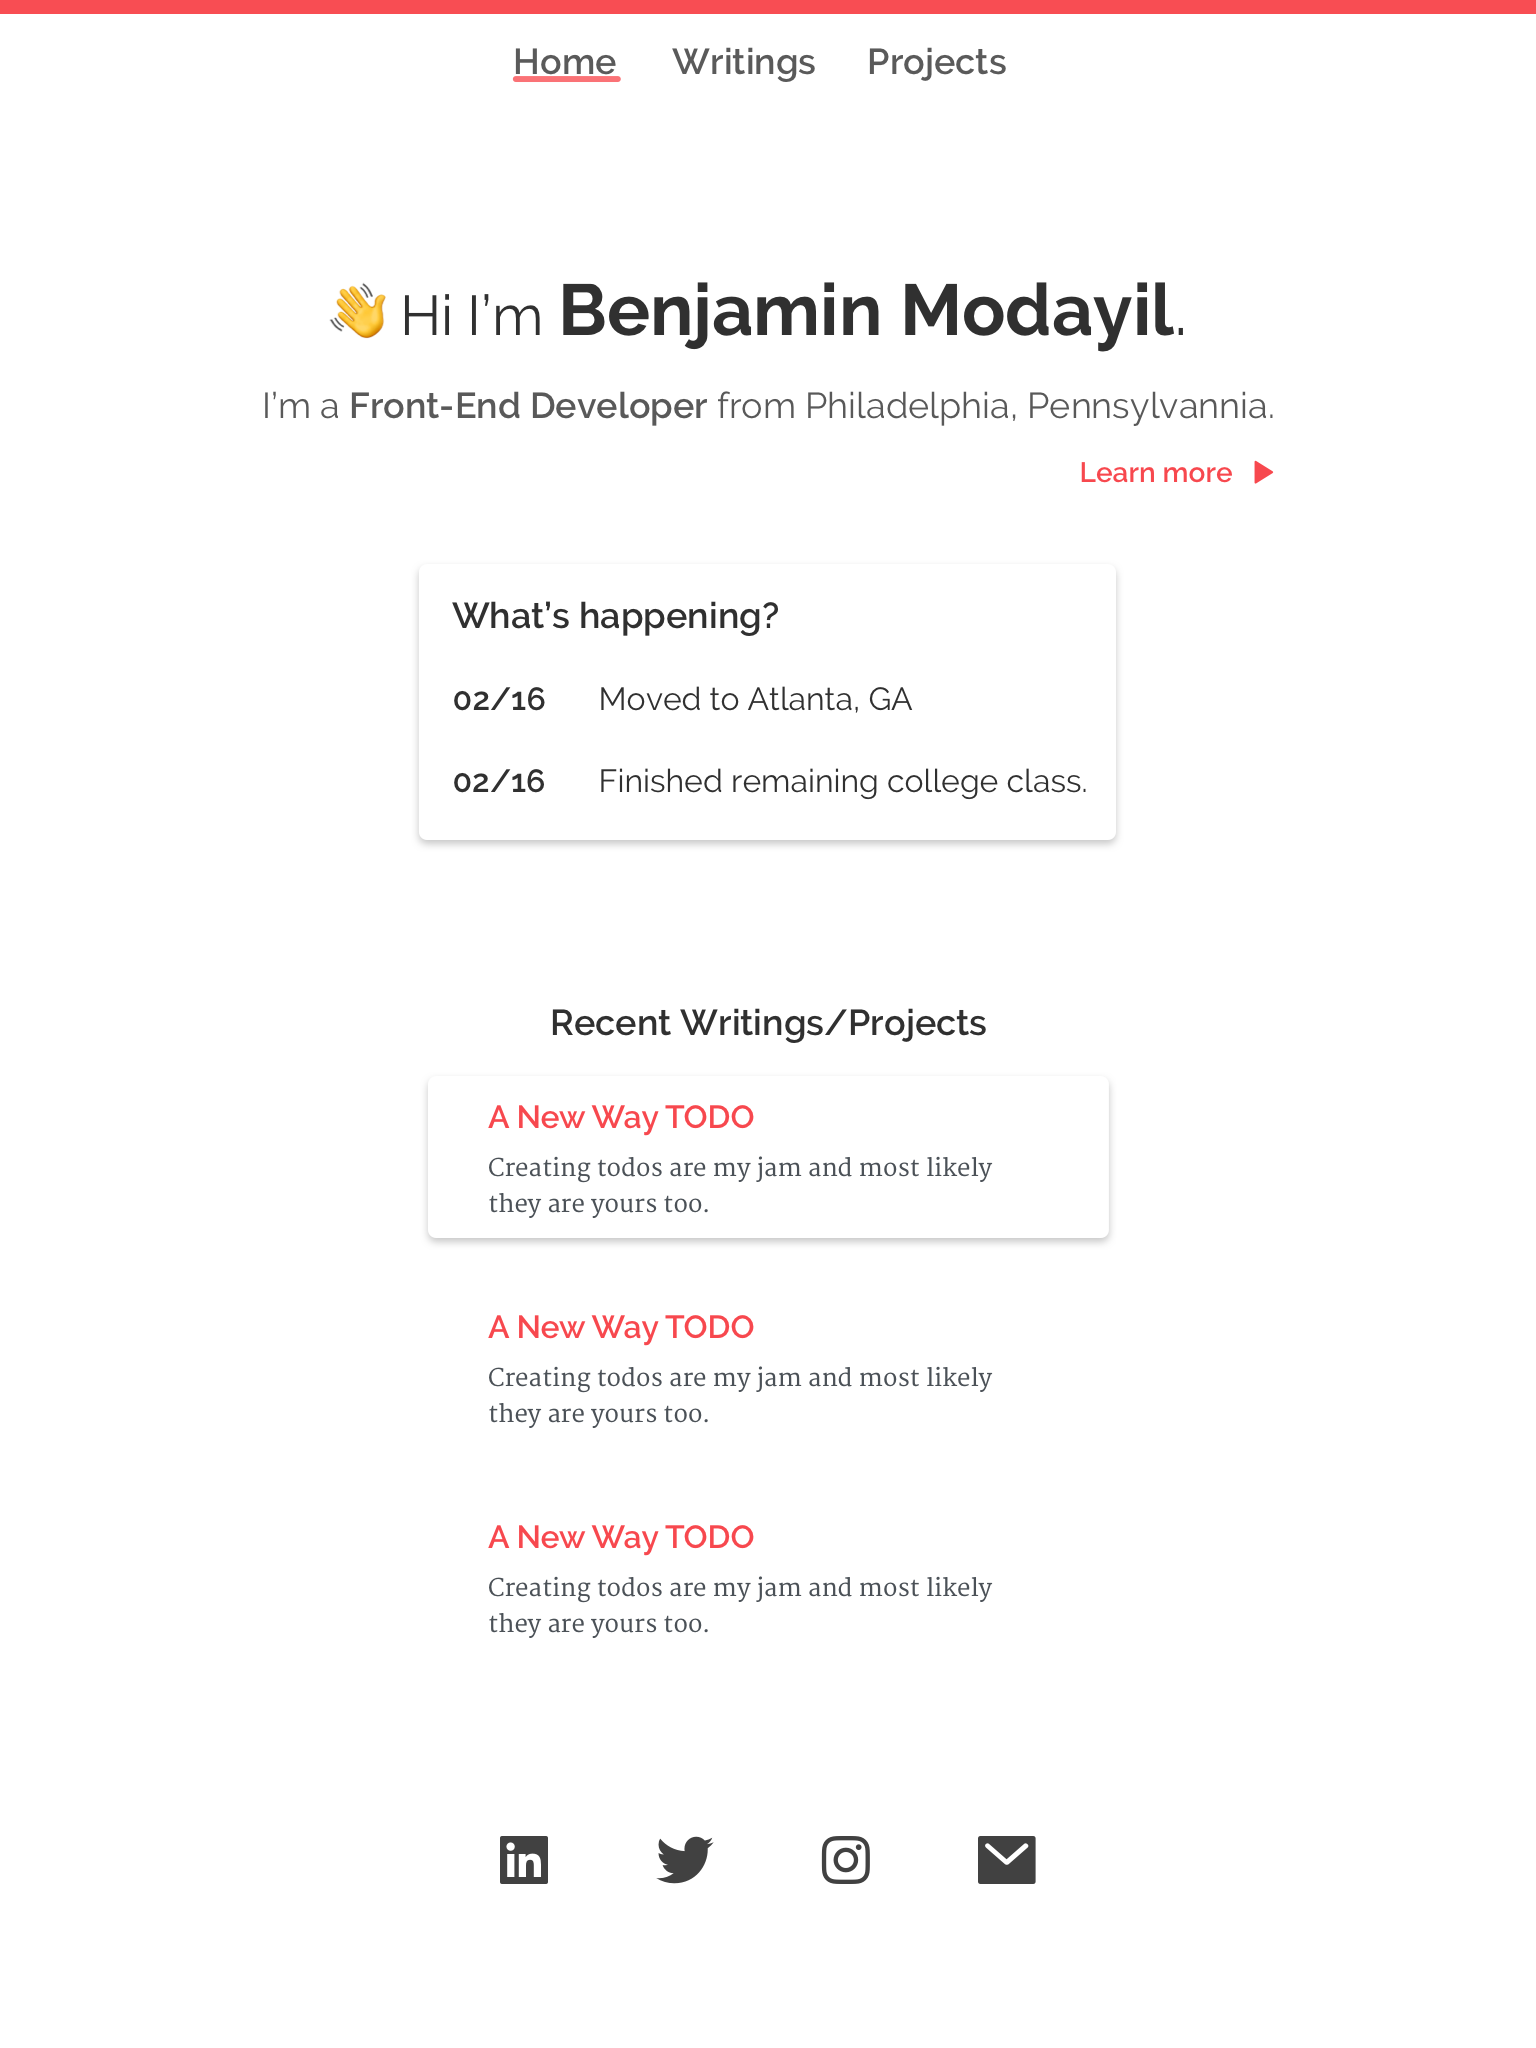 Home Writings Projects
👋 Hi I’m Benjamin Modayil.
I’m a Front-End Developer from Philadelphia, Pennsylvannia.
Learn more
What’s happening?
02/16 Moved to Atlanta, GA
02/16 Finished remaining college class.
Recent Writings/Projects
A New Way TODO
Creating todos are my jam and most likely
they are yours too.
A New Way TODO
Creating todos are my jam and most likely
they are yours too.
A New Way TODO
Creating todos are my jam and most likely
they are yours too.
in